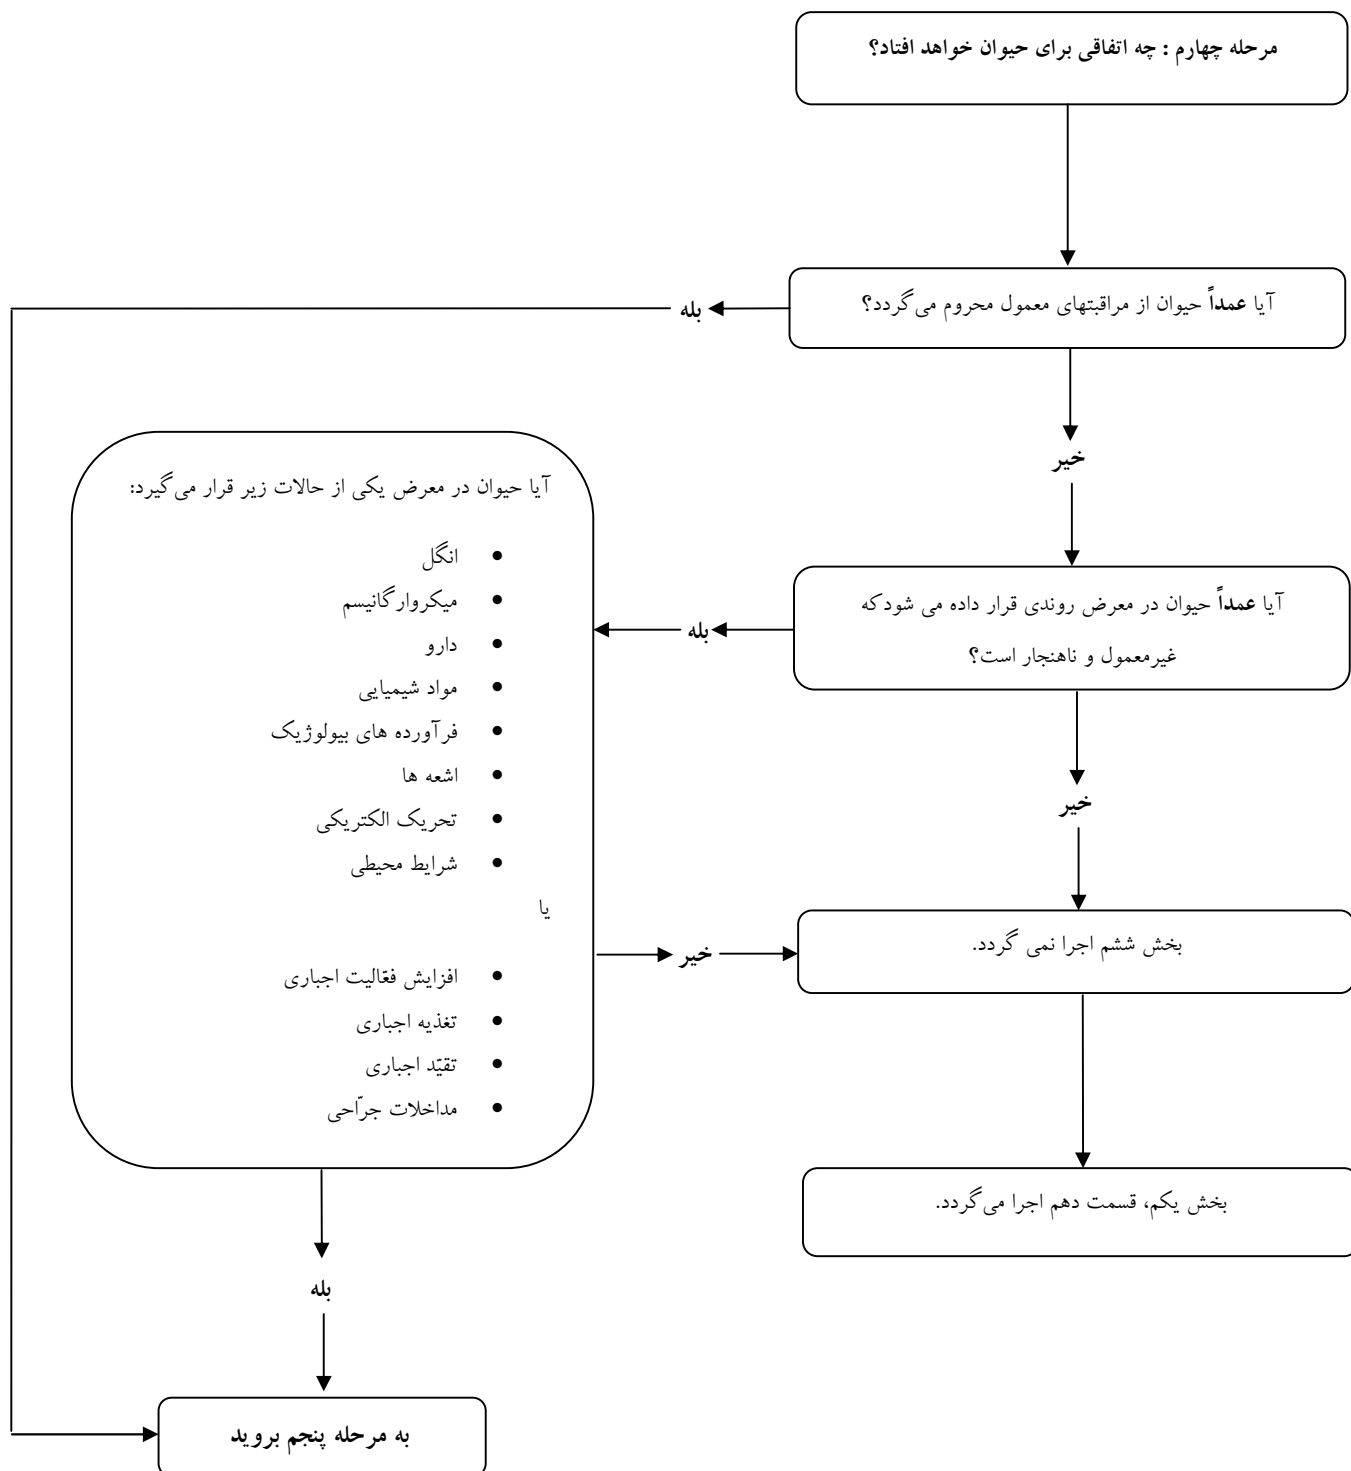 مرحله چهارم : چه اتفاقی برای حیوان خواهد افتاد؟
آیا عمداً حیوان از مراقبتهای معمول محروم می‌گردد؟
بله
خیر
آیا عمداً حیوان در معرض روندی قرار داده می شودکه
غیرمعمول و ناهنجار است؟
بله
آیا حیوان در معرض یکی از حالات زیر قرار می‌گیرد:
• انگل
• میکروارگانیسم
• دارو
• مواد شیمیایی
• فرآورده های بیولوژیک
• اشعه ها
• تحریک الکتریکی
• شرایط محیطی
یا
• افزایش فعّالیت اجباری
• تغذیه اجباری
• تقیّد اجباری
• مداخلات جرّاحی
خیر
خیر
بخش ششم اجرا نمی گردد.
بخش یکم، قسمت دهم اجرا می‌گردد.
بله
به مرحله پنجم بروید